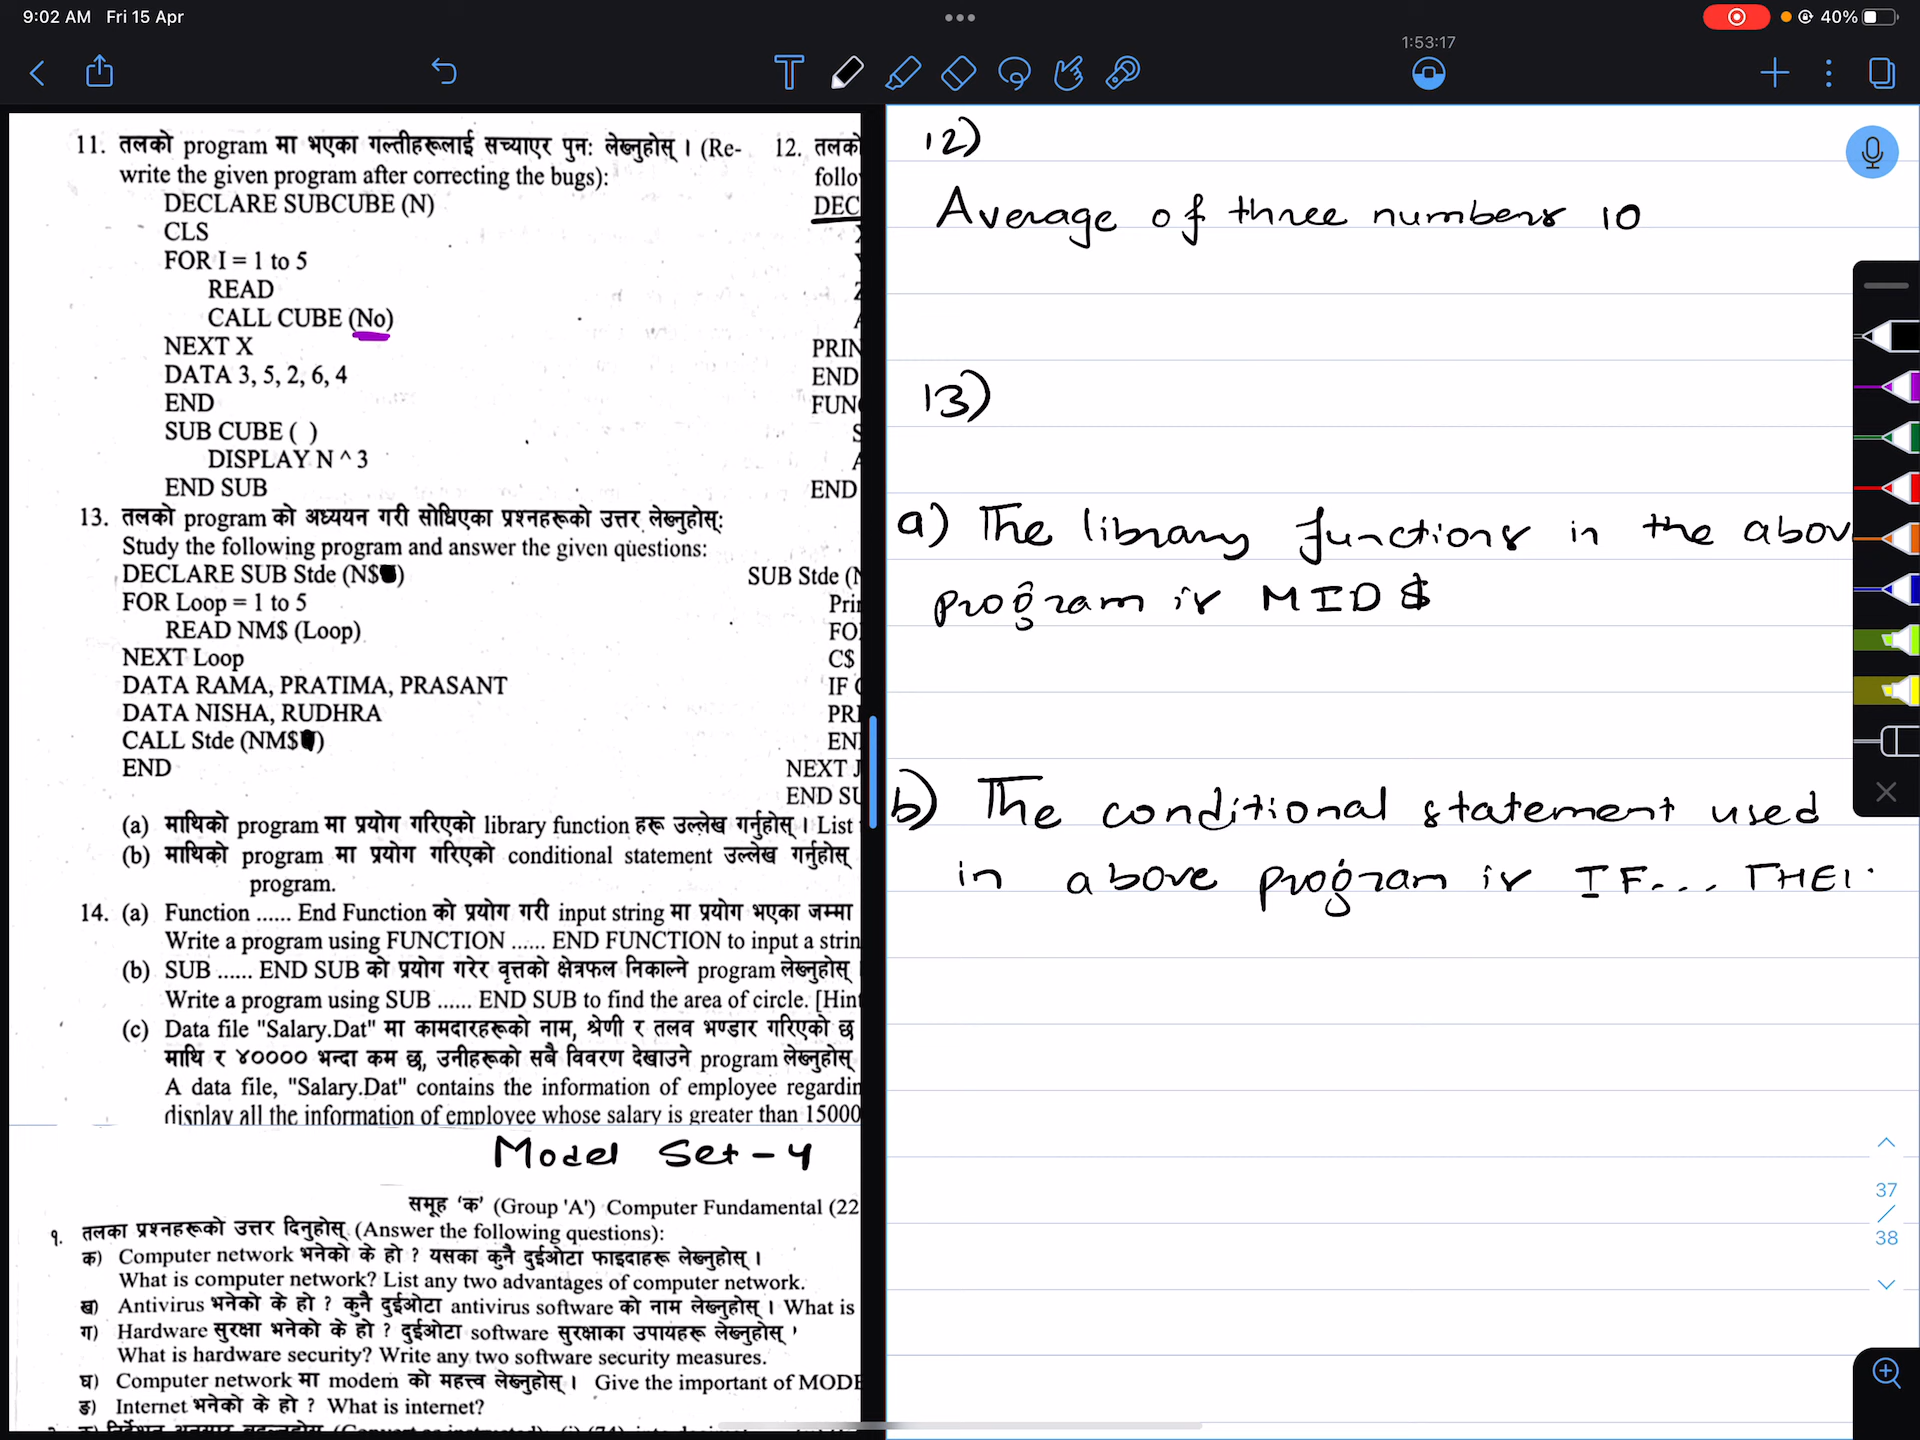 9:02 AM Fri 15 Apr
40%
1:53:17
11. तलको program मा भएका गल्तीहरूलाई सच्याएर पुन: लेख्नुहोस् । (Re-
write the given program after correcting the bugs):
DECLARE SUBCUBE (N)
CLS
FOR I = 1 to 5
READ
CALL CUBE (No)
NEXT X
DATA 3, 5, 2, 6, 4
END
SUB CUBE ( )
DISPLAY N ^ 3
END SUB
12. तलको
follo
DEC
PRIN
END
FUN
END
13. तलको program को अध्ययन गरी सोधिएका प्रश्नहरूको उत्तर लेख्नुहोस्:
Study the following program and answer the given questions:
DECLARE SUB Stde (N$)
FOR Loop = 1 to 5
READ NM$ (Loop)
NEXT Loop
DATA RAMA, PRATIMA, PRASANT
DATA NISHA, RUDHRA
CALL Stde (NM$)
END
SUB Stde (N
Prin
FO
C$
IF
PRI
EN
NEXT J
END SU
(a) माथिको program मा प्रयोग गरिएको library function हरू उल्लेख गर्नुहोस् । List
(b) माथिको program मा प्रयोग गरिएको conditional statement उल्लेख गर्नुहोस्
program.
14. (a) Function ...... End Function को प्रयोग गरी input string मा प्रयोग भएका जम्मा
Write a program using FUNCTION ...... END FUNCTION to input a strin
(b) SUB ...... END SUB को प्रयोग गरेर वृत्तको क्षेत्रफल निकाल्ने program लेख्नुहोस्
Write a program using SUB ...... END SUB to find the area of circle. [Hint
(c) Data file "Salary.Dat" मा कामदारहरूको नाम, श्रेणी र तलव भण्डार गरिएको छ
माथि र ४०००० भन्दा कम छ, उनीहरूको सबै विवरण देखाउने program लेख्नुहोस्
A data file, "Salary.Dat" contains the information of employee regardin
display all the information of employee whose salary is greater than 15000
Model Set - 4
समूह 'क' (Group 'A') Computer Fundamental (22
१. तलका प्रश्नहरूको उत्तर दिनुहोस् (Answer the following questions):
क) Computer network भनेको के हो ? यसका कुनै दुईओटा फाइदाहरू लेख्नुहोस् ।
What is computer network? List any two advantages of computer network.
ख) Antivirus भनेको के हो ? कुनै दुईओटा antivirus software को नाम लेख्नुहोस् । What is
ग) Hardware सुरक्षा भनेको के हो ? दुईओटा software सुरक्षाका उपायहरू लेख्नुहोस्
What is hardware security? Write any two software security measures.
घ) Computer network मा modem को महत्त्व लेख्नुहोस् । Give the important of MODE
ङ) Internet भनेको के हो ? What is internet?
12)
Average of three numbers 10
13)
a) The library functions in the abov
program is MID $
b) The conditional statement used
in above program is IF... THE
37
/
38